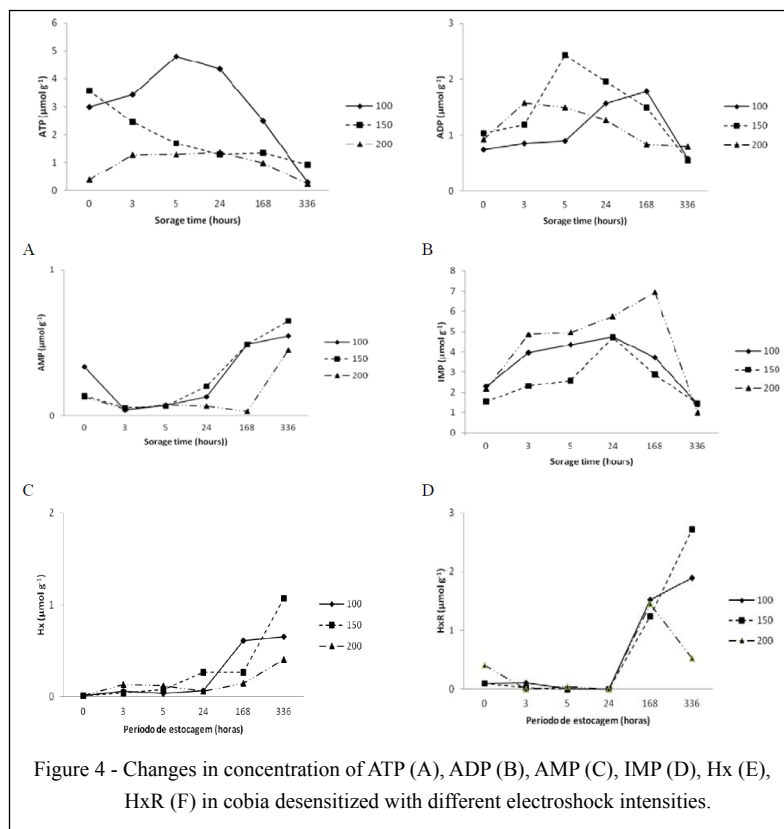 6
5
4
3
2
1
0
ATP (µmol g⁻¹)
0 3 5 24 168 336
Sorage time (hours)
100
150
200
3
2
1
0
ADP (µmol g⁻¹)
0 3 5 24 168 336
Sorage time (hours))
100
150
200
A
B
1
0
AMP (µmol g⁻¹)
0 3 5 24 168 336
Sorage time (hours))
100
150
200
8
7
6
5
4
3
2
1
0
IMP (µmol g⁻¹)
0 3 5 24 168 336
Sorage time (hours)
100
150
200
C
D
2
1
0
Hx (µmol g⁻¹)
0 3 5 24 168 336
Período de estocagem (horas)
100
150
200
3
2
1
0
HxR (µmol g⁻¹)
0 3 5 24 168 336
Período de estocagem (horas)
100
150
200
Figure 4 - Changes in concentration of ATP (A), ADP (B), AMP (C), IMP (D), Hx (E),
HxR (F) in cobia desensitized with different electroshock intensities.